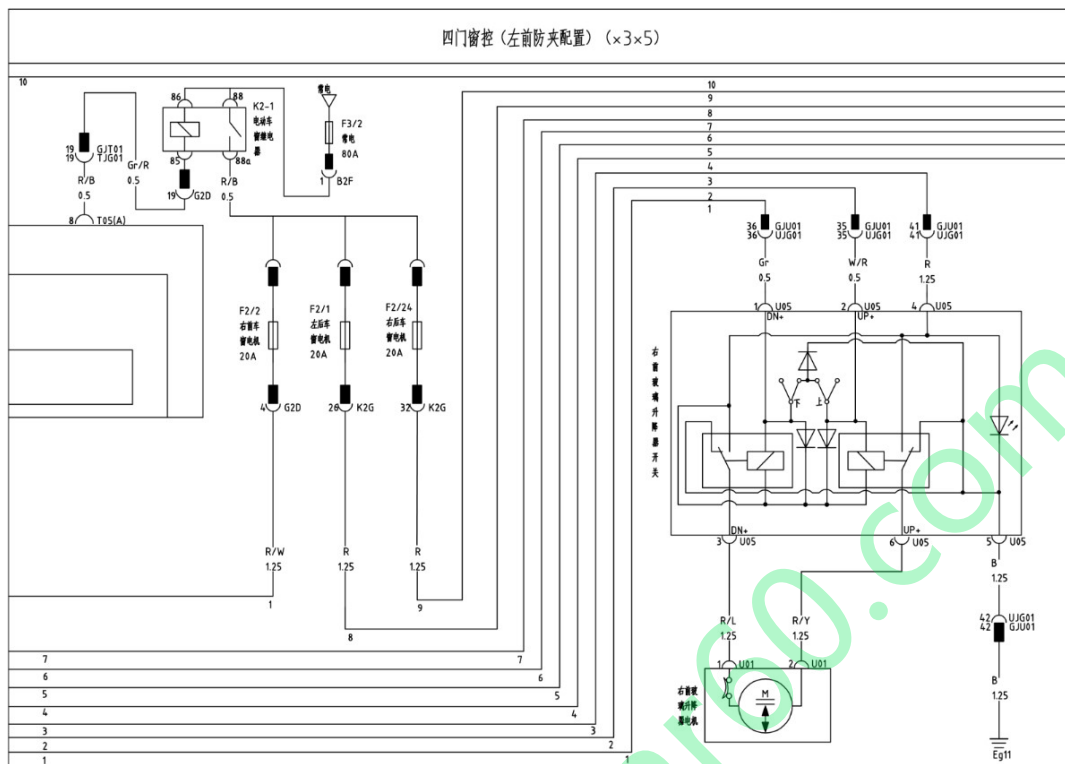 四门窗控（左前防夹配置）（×3×5）
10
86
88
K2-1
电动车
窗继电
器
85
88a
常电
F3/2
常电
80A
1
B2F
19
GJT01
19
TJG01
Gr/R
0.5
R/B
0.5
19
G2D
R/B
0.5
8
T05(A)
F2/2
右前车
窗电机
20A
F2/1
左后车
窗电机
20A
F2/24
右后车
窗电机
20A
4
G2D
26
K2G
32
K2G
R/W
1.25
R
1.25
R
1.25
1
8
9
10
9
8
7
6
5
4
3
2
1
36
GJU01
36
UJG01
35
GJU01
35
UJG01
41
GJU01
41
UJG01
Gr
0.5
W/R
0.5
R
1.25
1
U05
2
U05
4
U05
DN+
UP+
右前玻璃升降器开关
下
上
DN+
UP+
3
U05
6
U05
5
U05
B
1.25
R/L
1.25
R/Y
1.25
42
UJG01
42
GJU01
1
U01
2
U01
右前玻
璃升降
器电机
M
B
1.25
Eg11
7
7
6
6
5
5
4
4
3
3
2
2
1
1